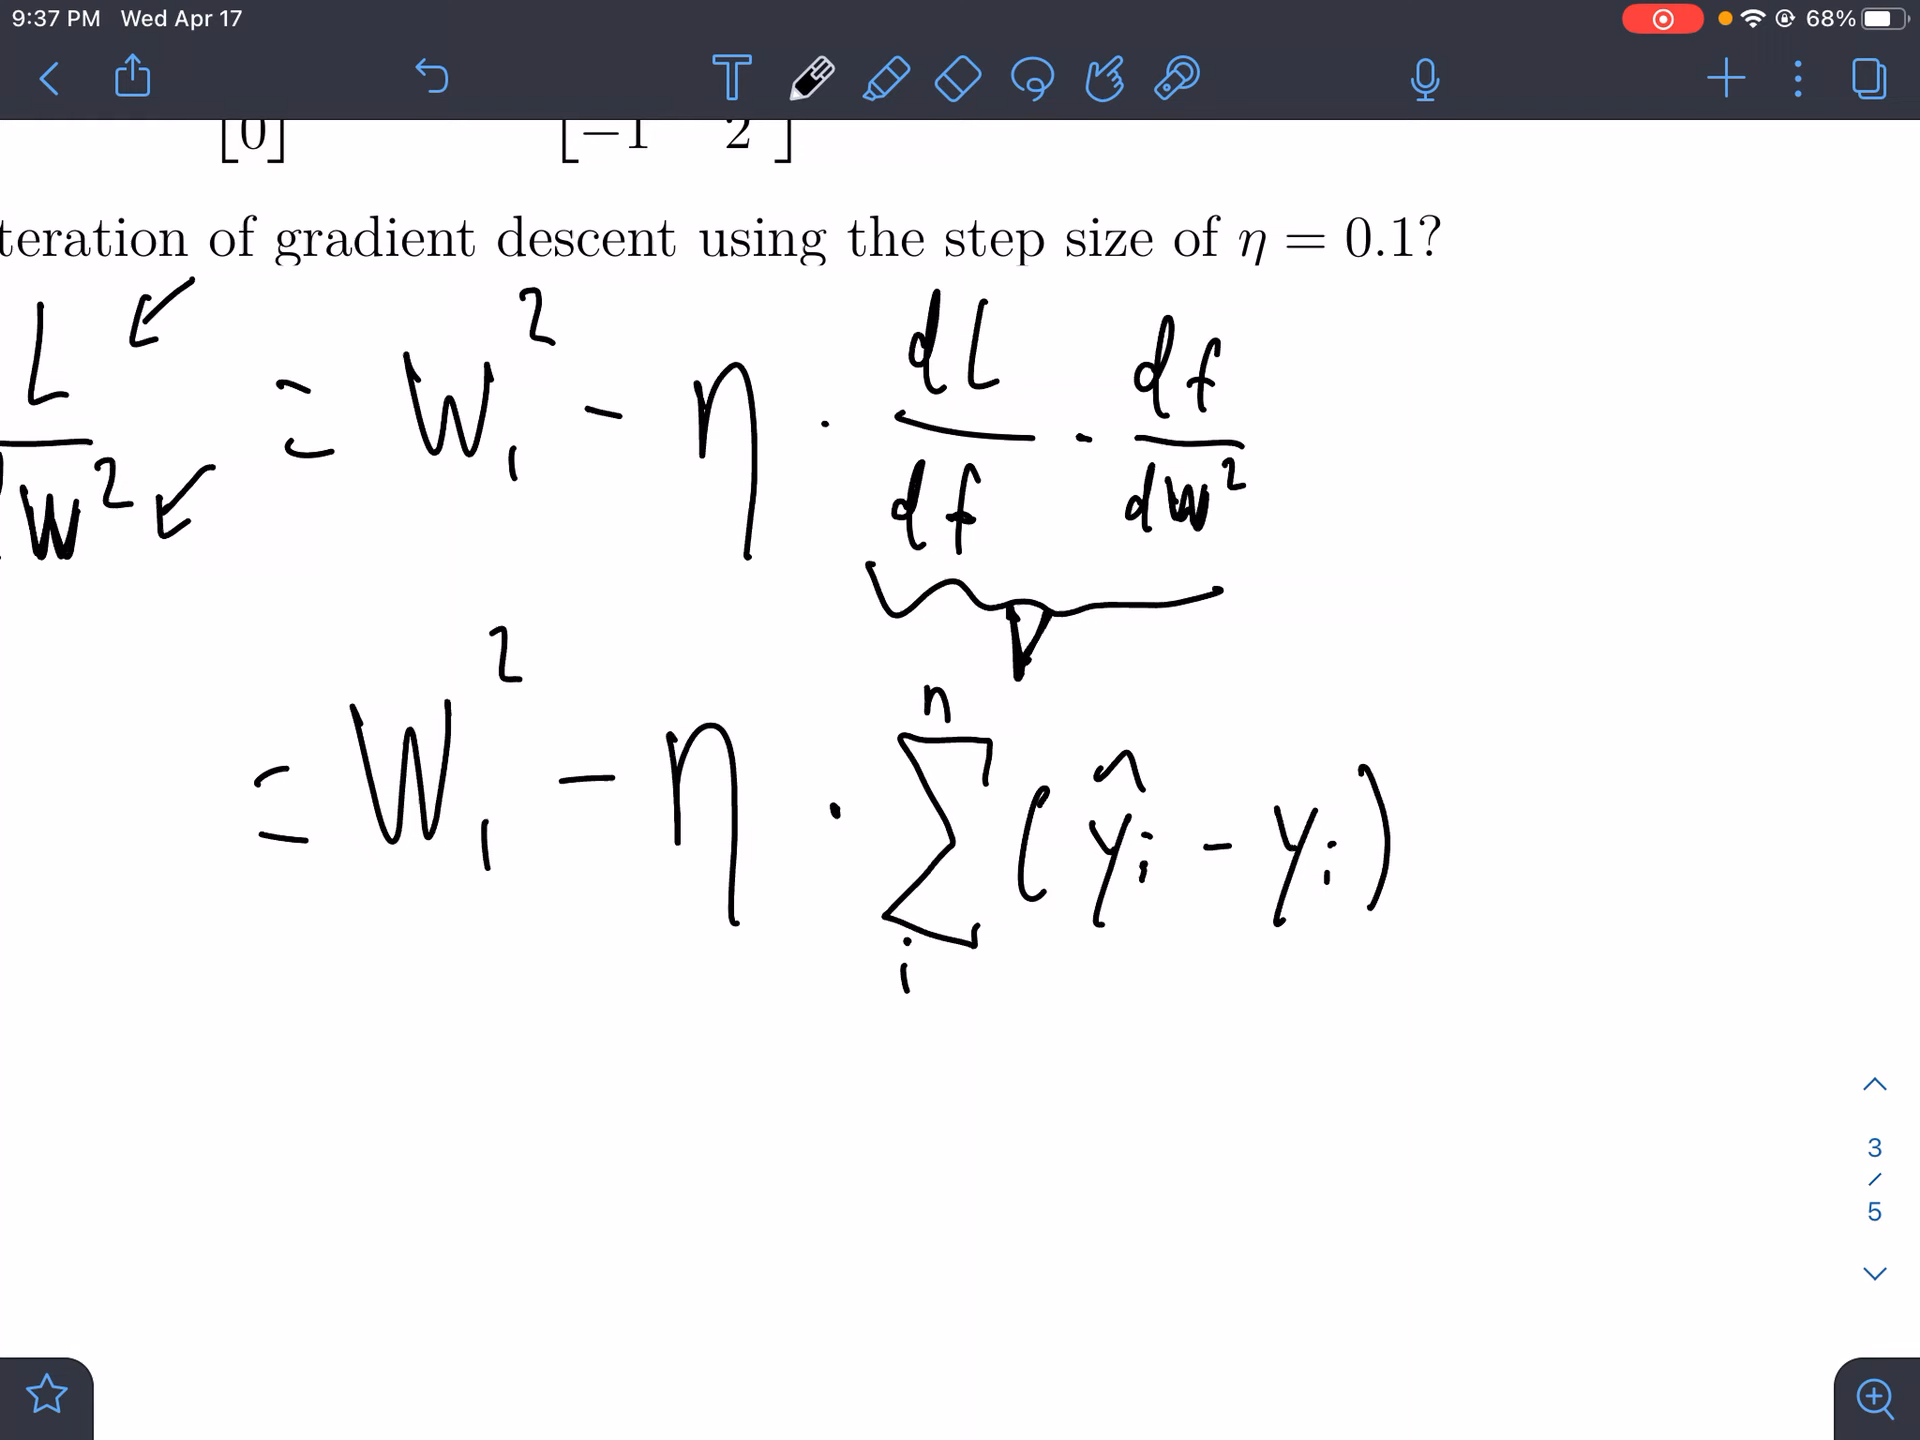 9:37 PM Wed Apr 17 68%
[0] [−1 2]
teration of gradient descent using the step size of η = 0.1?
L / W² = W₁² − η · dL/df · df/dW²
= W₁² − η · Σᵢⁿ (ŷᵢ − yᵢ)
3
/
5